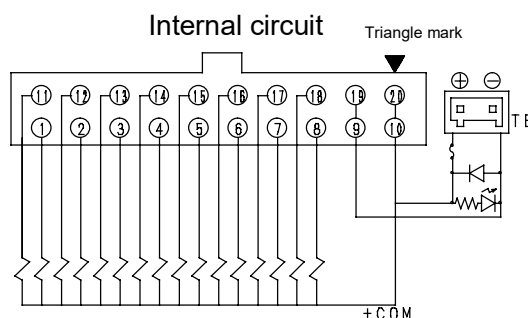 Internal circuit
Triangle mark
⊕ ⊖
⑪ ⑫ ⑬ ⑭ ⑮ ⑯ ⑰ ⑱ ⑲ ⑳
① ② ③ ④ ⑤ ⑥ ⑦ ⑧ ⑨ ⑩
+COM